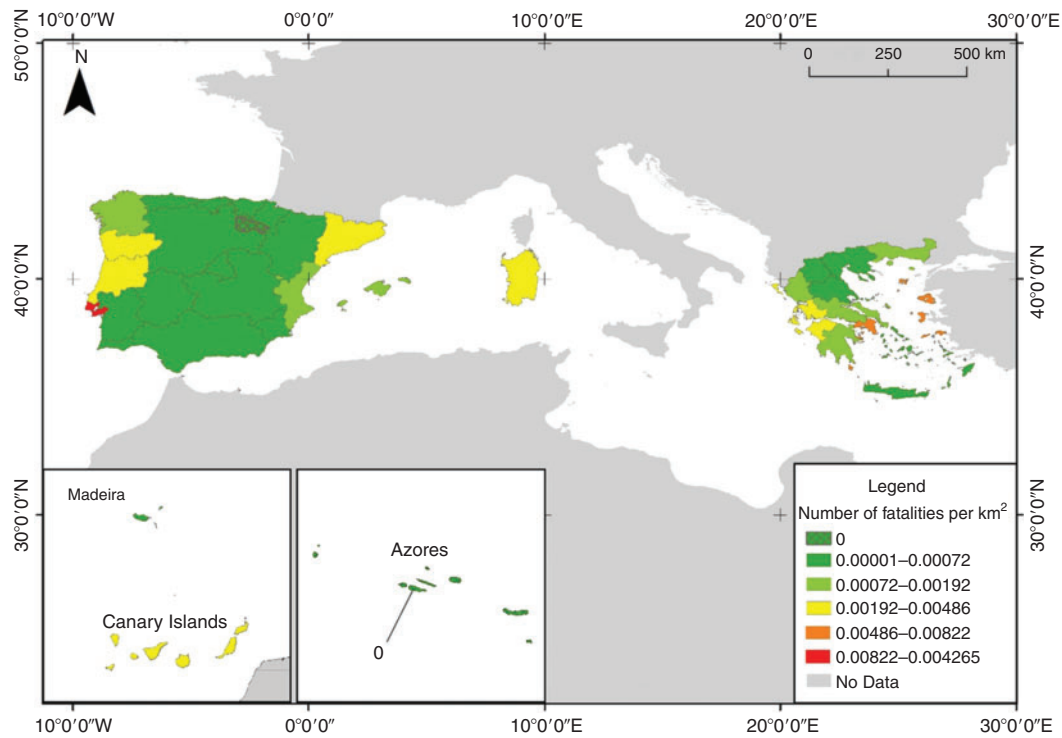 10°0′0″W 0°0′0″ 10°0′0″E 20°0′0″E 30°0′0″E
50°0′0″N
N
0 250 500 km
40°0′0″N 40°0′0″N
30°0′0″N 30°0′0″N
Madeira
Canary Islands
Azores
0
Legend
Number of fatalities per km²
0
0.00001–0.00072
0.00072–0.00192
0.00192–0.00486
0.00486–0.00822
0.00822–0.004265
No Data
10°0′0″W 0°0′0″ 10°0′0″E 20°0′0″E 30°0′0″E